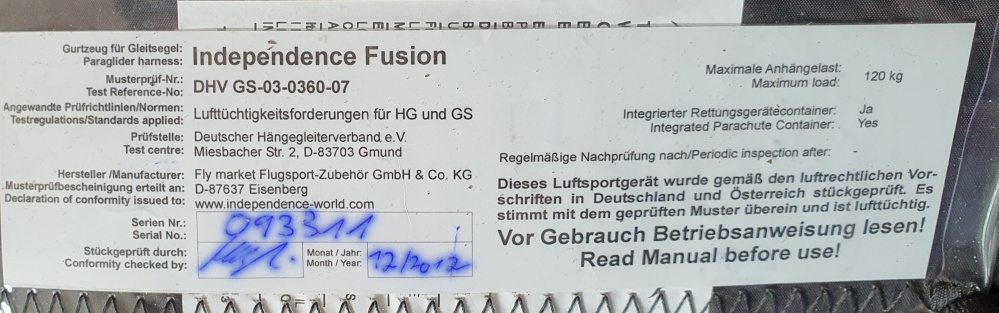 Gurtzeug für Gleitsegel:
Paraglider harness:
Independence Fusion
Musterprüf-Nr.:
Test Reference-No:
DHV GS-03-0360-07
Angewandte Prüfrichtlinien/Normen:
Testregulations/Standards applied:
Lufttüchtigkeitsforderungen für HG und GS
Prüfstelle:
Test centre:
Deutscher Hängegleiterverband e.V.
Miesbacher Str. 2, D-83703 Gmund
Hersteller /Manufacturer:
Musterprüfbescheinigung erteilt an:
Declaration of conformity issued to:
Fly market Flugsport-Zubehör GmbH & Co. KG
D-87637 Eisenberg
www.independence-world.com
Serien Nr.:
Serial No.:
093311
Stückgeprüft durch:
Conformity checked by:
Monat / Jahr:
Month / Year:
12/2012
Maximale Anhängelast:
Maximum load:
120 kg
Integrierter Rettungsgerätecontainer:
Integrated Parachute Container:
Ja
Yes
Regelmäßige Nachprüfung nach/Periodic inspection after: -
Dieses Luftsportgerät wurde gemäß den luftrechtlichen Vor-
schriften in Deutschland und Österreich stückgeprüft. Es
stimmt mit dem geprüften Muster überein und ist lufttüchtig.
Vor Gebrauch Betriebsanweisung lesen!
Read Manual before use!